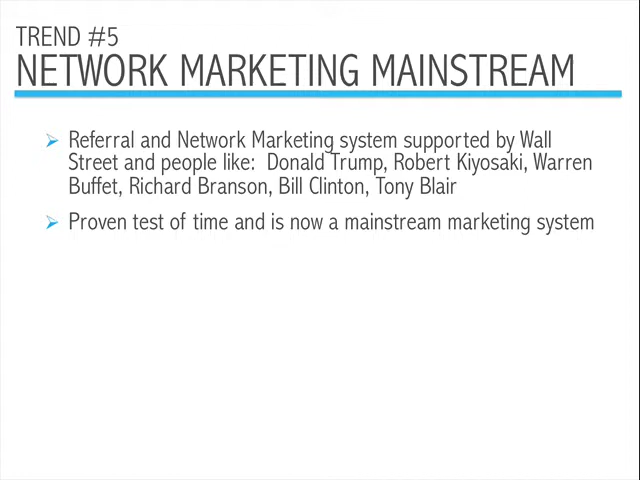 TREND #5
NETWORK MARKETING MAINSTREAM
Referral and Network Marketing system supported by Wall
Street and people like:  Donald Trump, Robert Kiyosaki, Warren
Buffet, Richard Branson, Bill Clinton, Tony Blair
Proven test of time and is now a mainstream marketing system